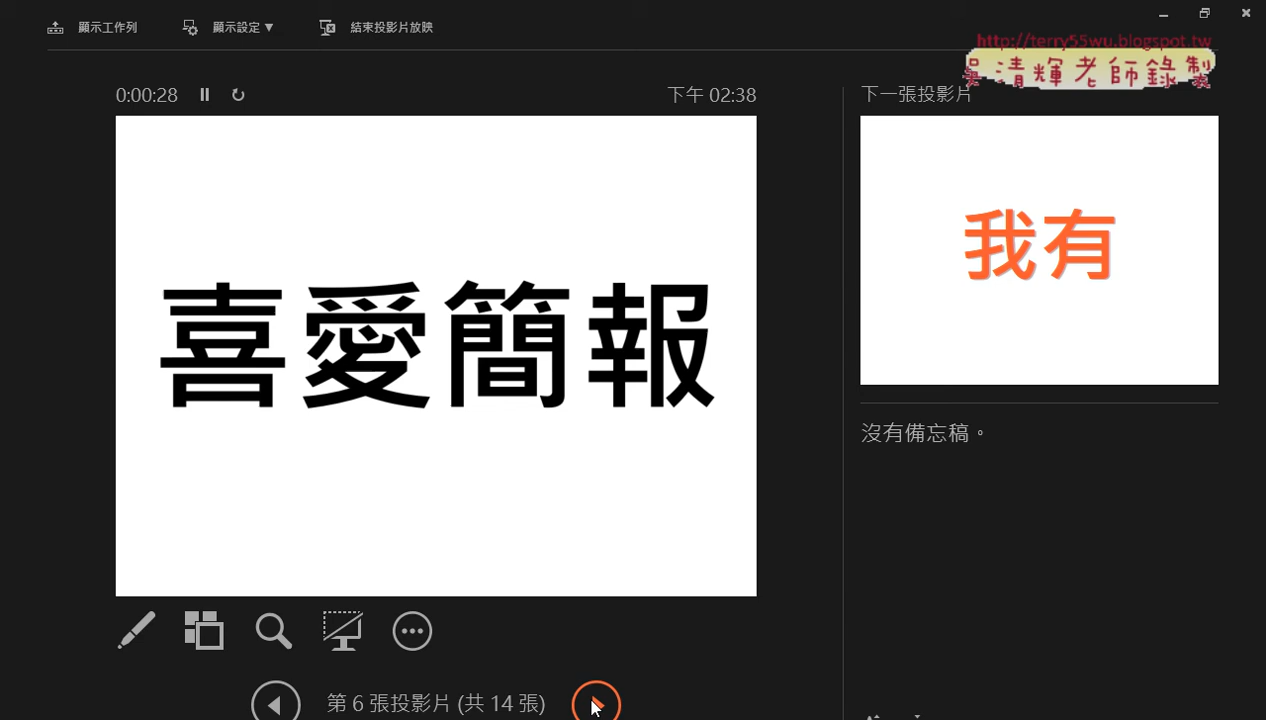 顯示工作列 顯示設定 ▼ 結束投影片放映
http://terry55wu.blogspot.tw
吳清輝老師錄製
0:00:28 下午 02:38 下一張投影片
喜愛簡報
我有
沒有備忘稿。
第 6 張投影片 (共 14 張)